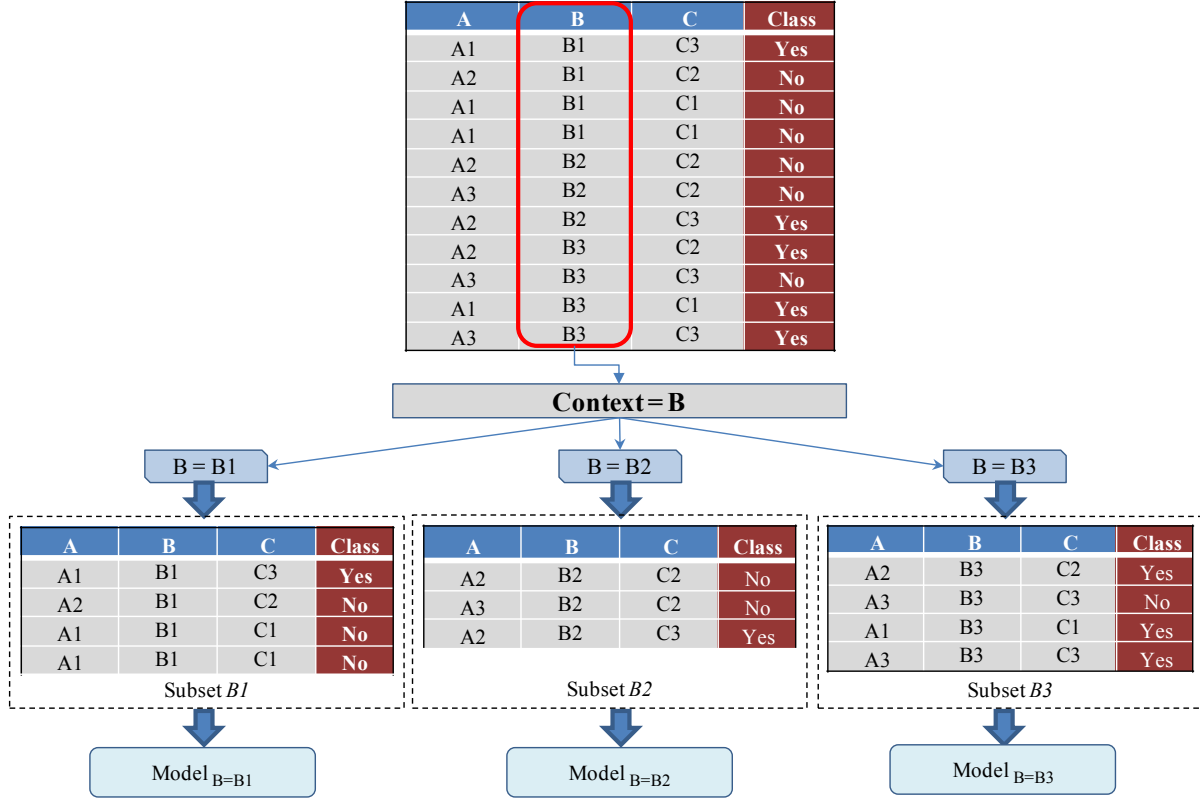 A B C Class
A1 B1 C3 Yes
A2 B1 C2 No
A1 B1 C1 No
A1 B1 C1 No
A2 B2 C2 No
A3 B2 C2 No
A2 B2 C3 Yes
A2 B3 C2 Yes
A3 B3 C3 No
A1 B3 C1 Yes
A3 B3 C3 Yes
Context = B
B = B1
B = B2
B = B3
A B C Class
A1 B1 C3 Yes
A2 B1 C2 No
A1 B1 C1 No
A1 B1 C1 No
Subset B1
A B C Class
A2 B2 C2 No
A3 B2 C2 No
A2 B2 C3 Yes
Subset B2
A B C Class
A2 B3 C2 Yes
A3 B3 C3 No
A1 B3 C1 Yes
A3 B3 C3 Yes
Subset B3
Model B=B1
Model B=B2
Model B=B3